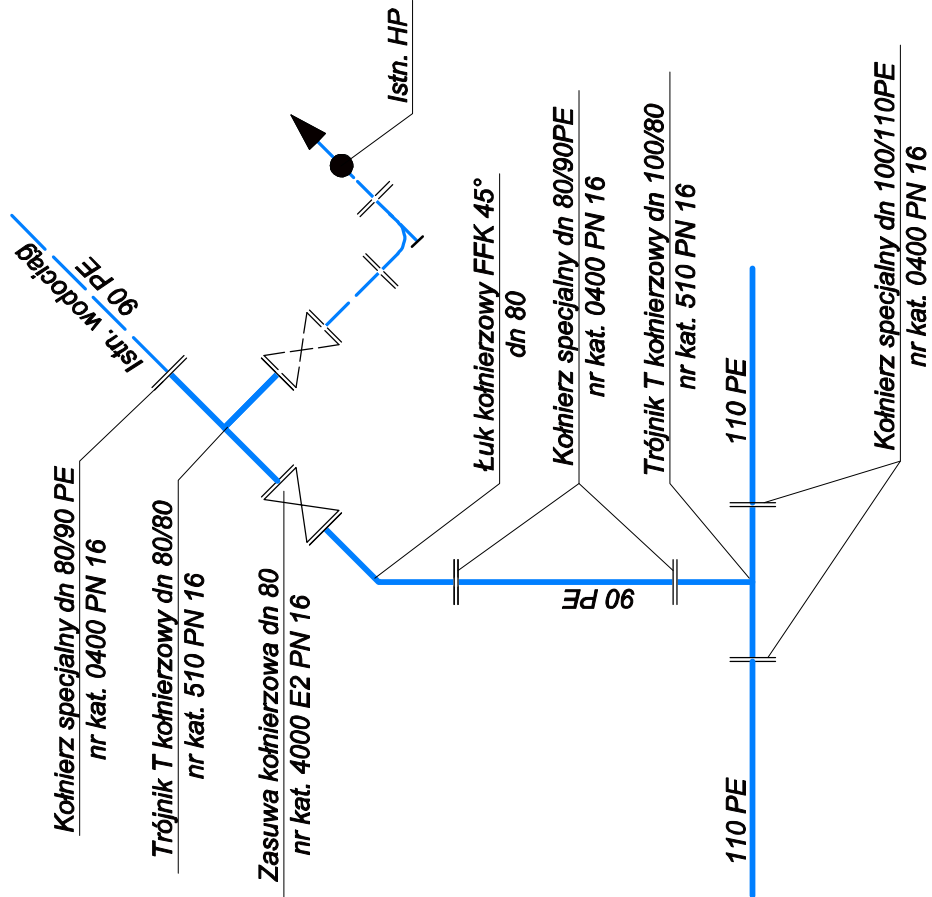 Kołnierz specjalny dn 80/90 PE
nr kat. 0400 PN 16
Trójnik T kołnierzowy dn 80/80
nr kat. 510 PN 16
Zasuwa kołnierzowa dn 80
nr kat. 4000 E2 PN 16
Istn. wodociąg
90 PE
Istn. HP
Łuk kołnierzowy FFK 45°
dn 80
Kołnierz specjalny dn 80/90PE
nr kat. 0400 PN 16
Trójnik T kołnierzowy dn 100/80
nr kat. 510 PN 16
90 PE
110 PE
110 PE
Kołnierz specjalny dn 100/110PE
nr kat. 0400 PN 16